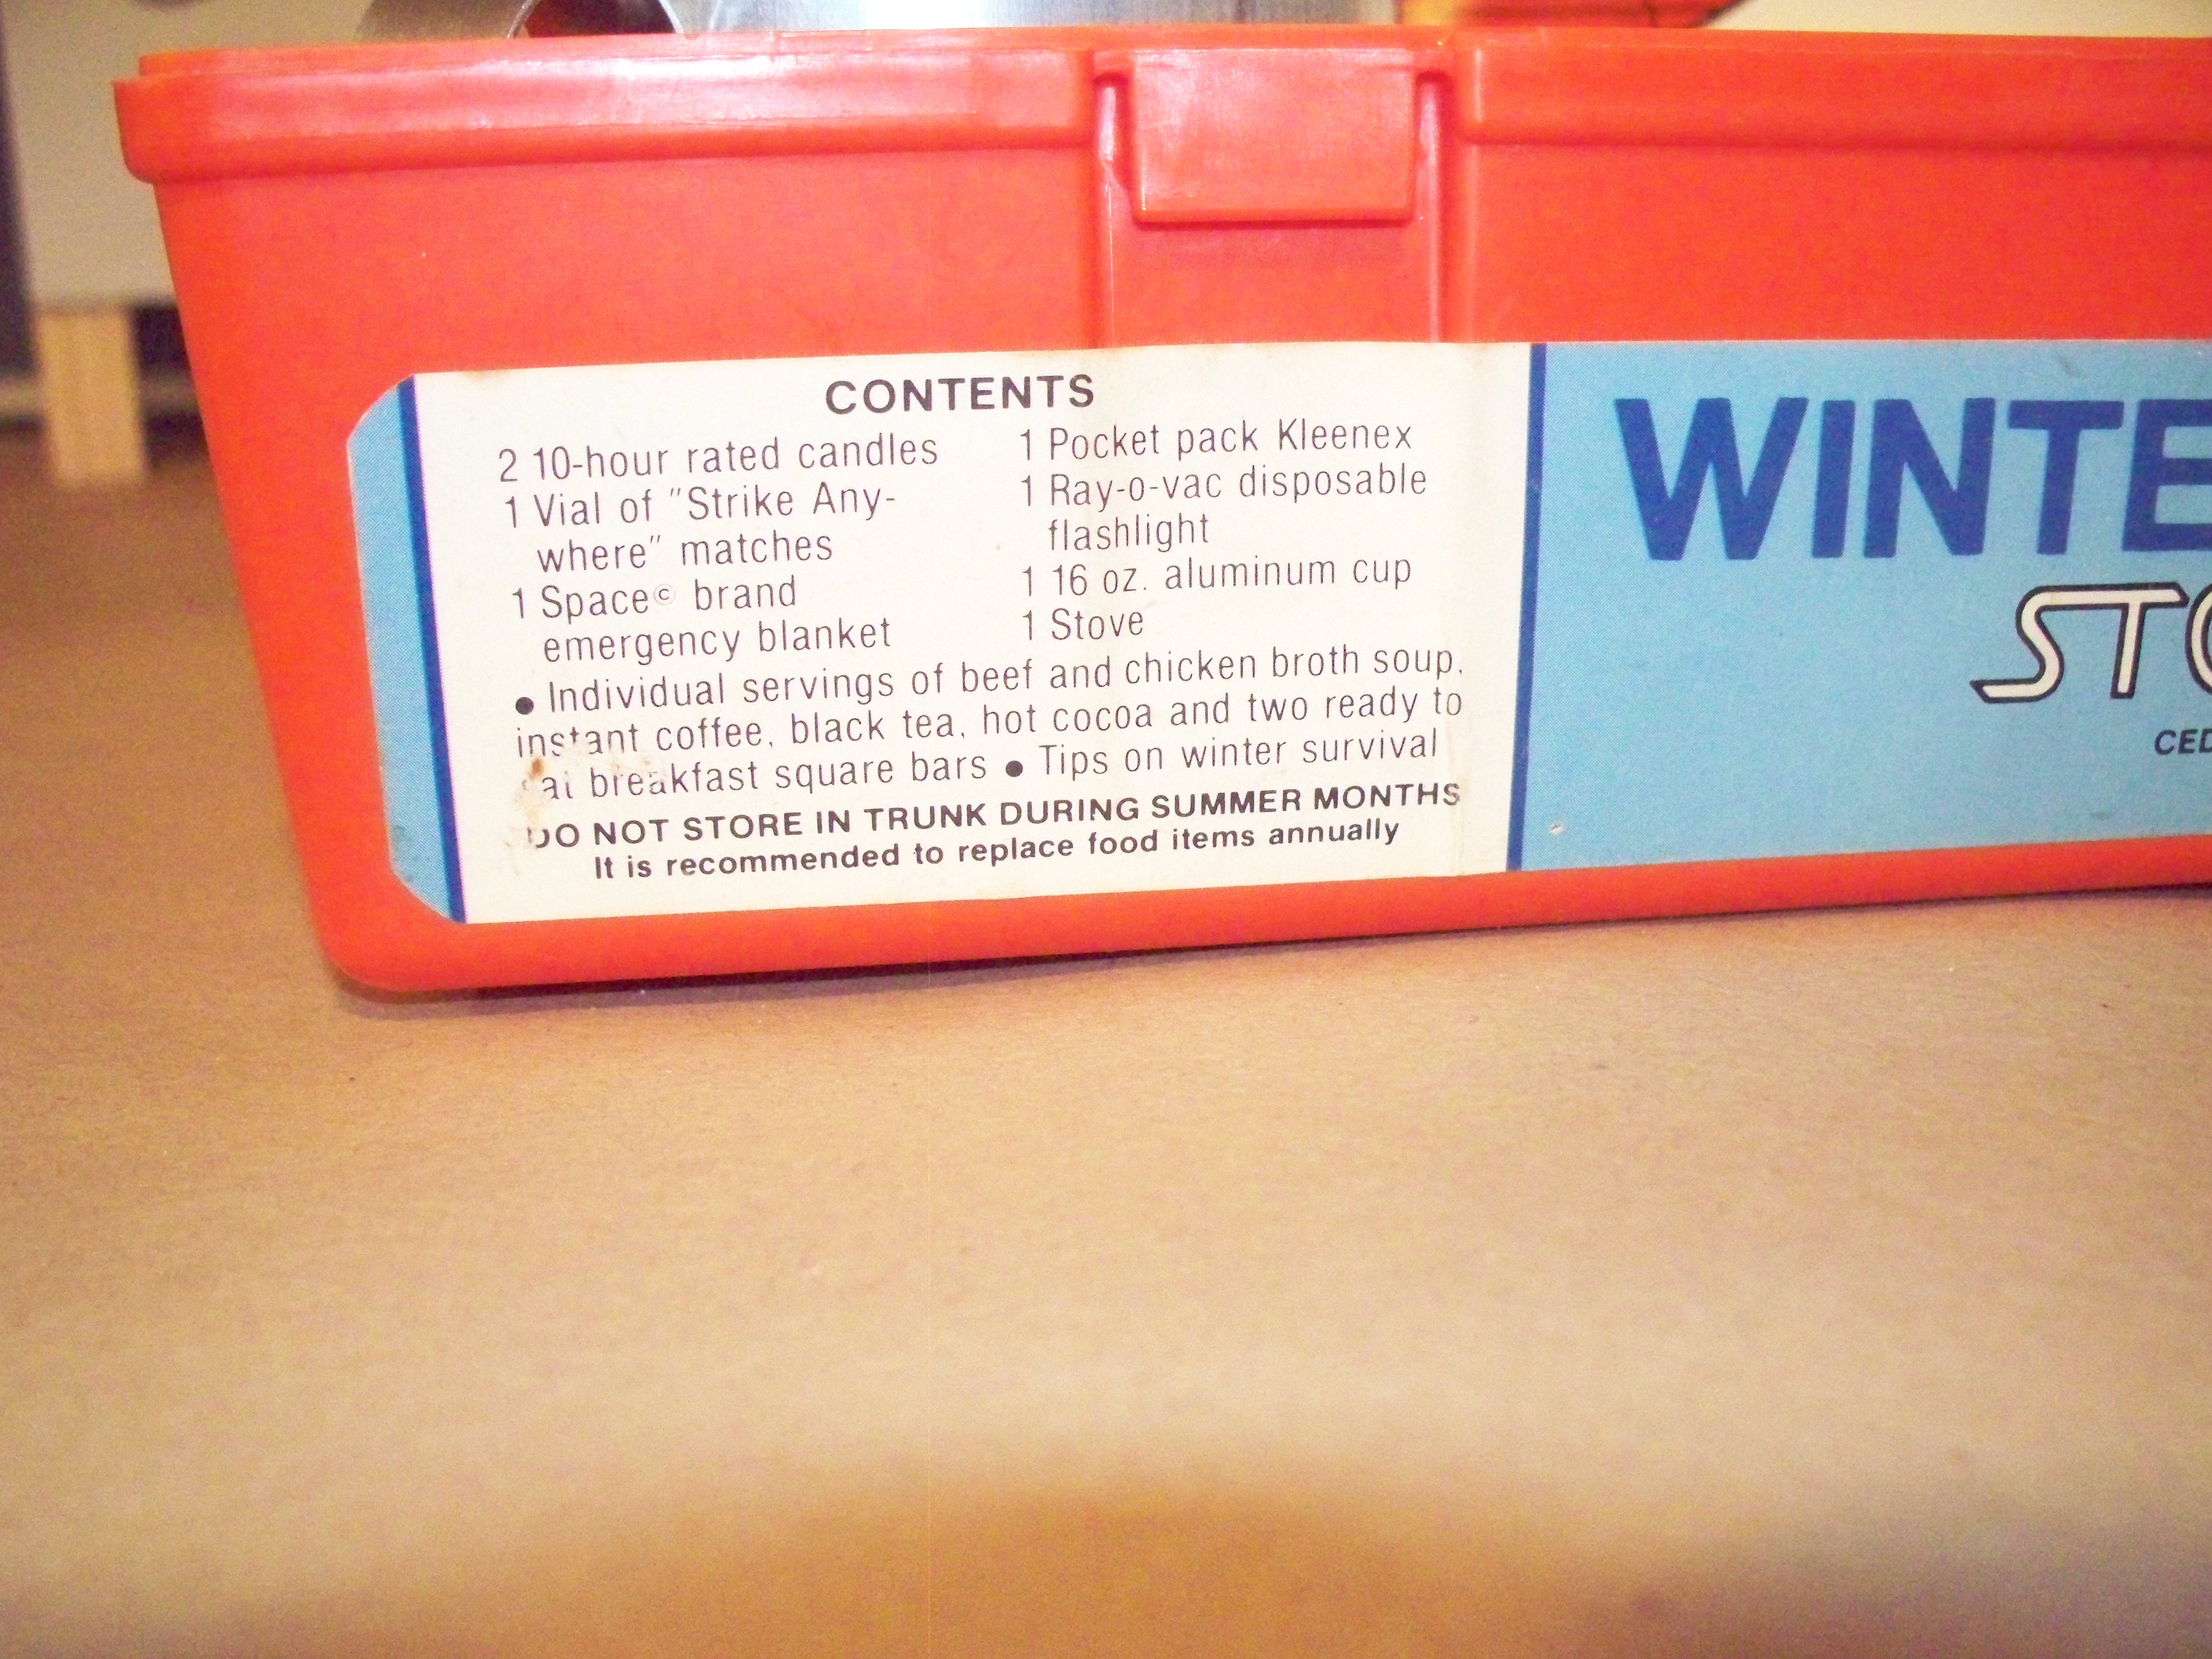 CONTENTS
2 10-hour rated candles
1 Vial of "Strike Any-
where" matches
1 Space© brand
emergency blanket
1 Pocket pack Kleenex
1 Ray-o-vac disposable
flashlight
1 16 oz. aluminum cup
1 Stove
● Individual servings of beef and chicken broth soup,
instant coffee, black tea, hot cocoa and two ready to
breakfast square bars ● Tips on winter survival
DO NOT STORE IN TRUNK DURING SUMMER MONTHS
It is recommended to replace food items annually
WINTE
STO
CED